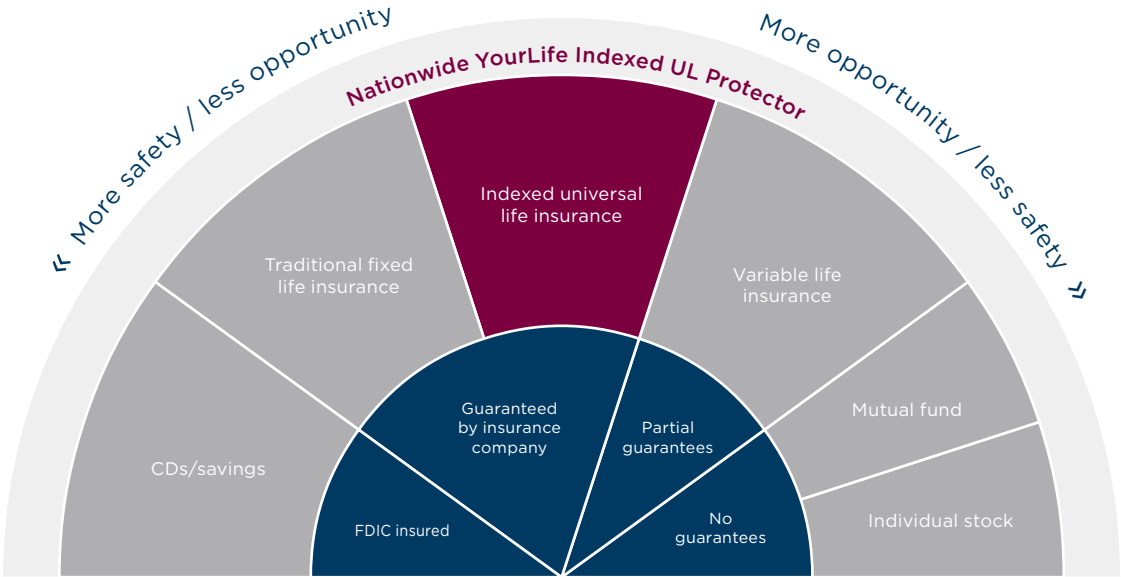 « More safety / less opportunity
More opportunity / less safety »
Nationwide YourLife Indexed UL Protector
Indexed universal
life insurance
Traditional fixed
life insurance
Variable life
insurance
CDs/savings
Mutual fund
Individual stock
Guaranteed
by insurance
company
Partial
guarantees
FDIC insured
No
guarantees